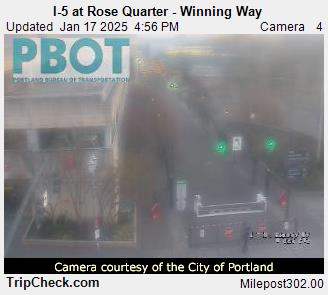 I-5 at Rose Quarter - Winning Way
Updated Jan 17 2025 4:56 PM Camera 4
PBOT
PORTLAND BUREAU OF TRANSPORTATION
Camera courtesy of the City of Portland
TripCheck.com Milepost302.00